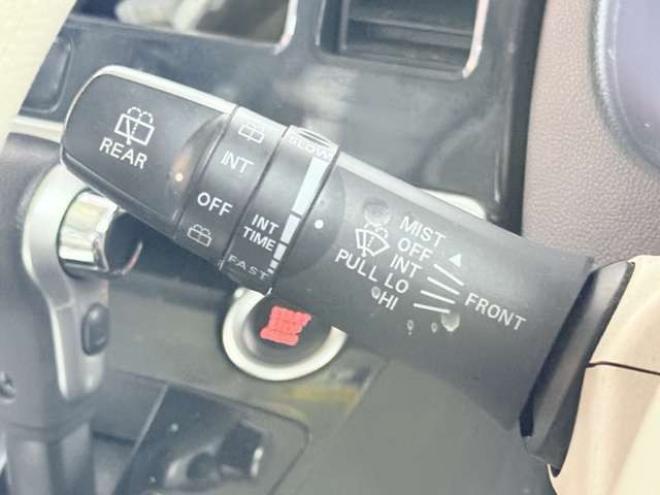 REAR
INT
OFF
SLOW
INT
TIME
FAST
MIST
OFF
INT
PULL LO
HI
FRONT